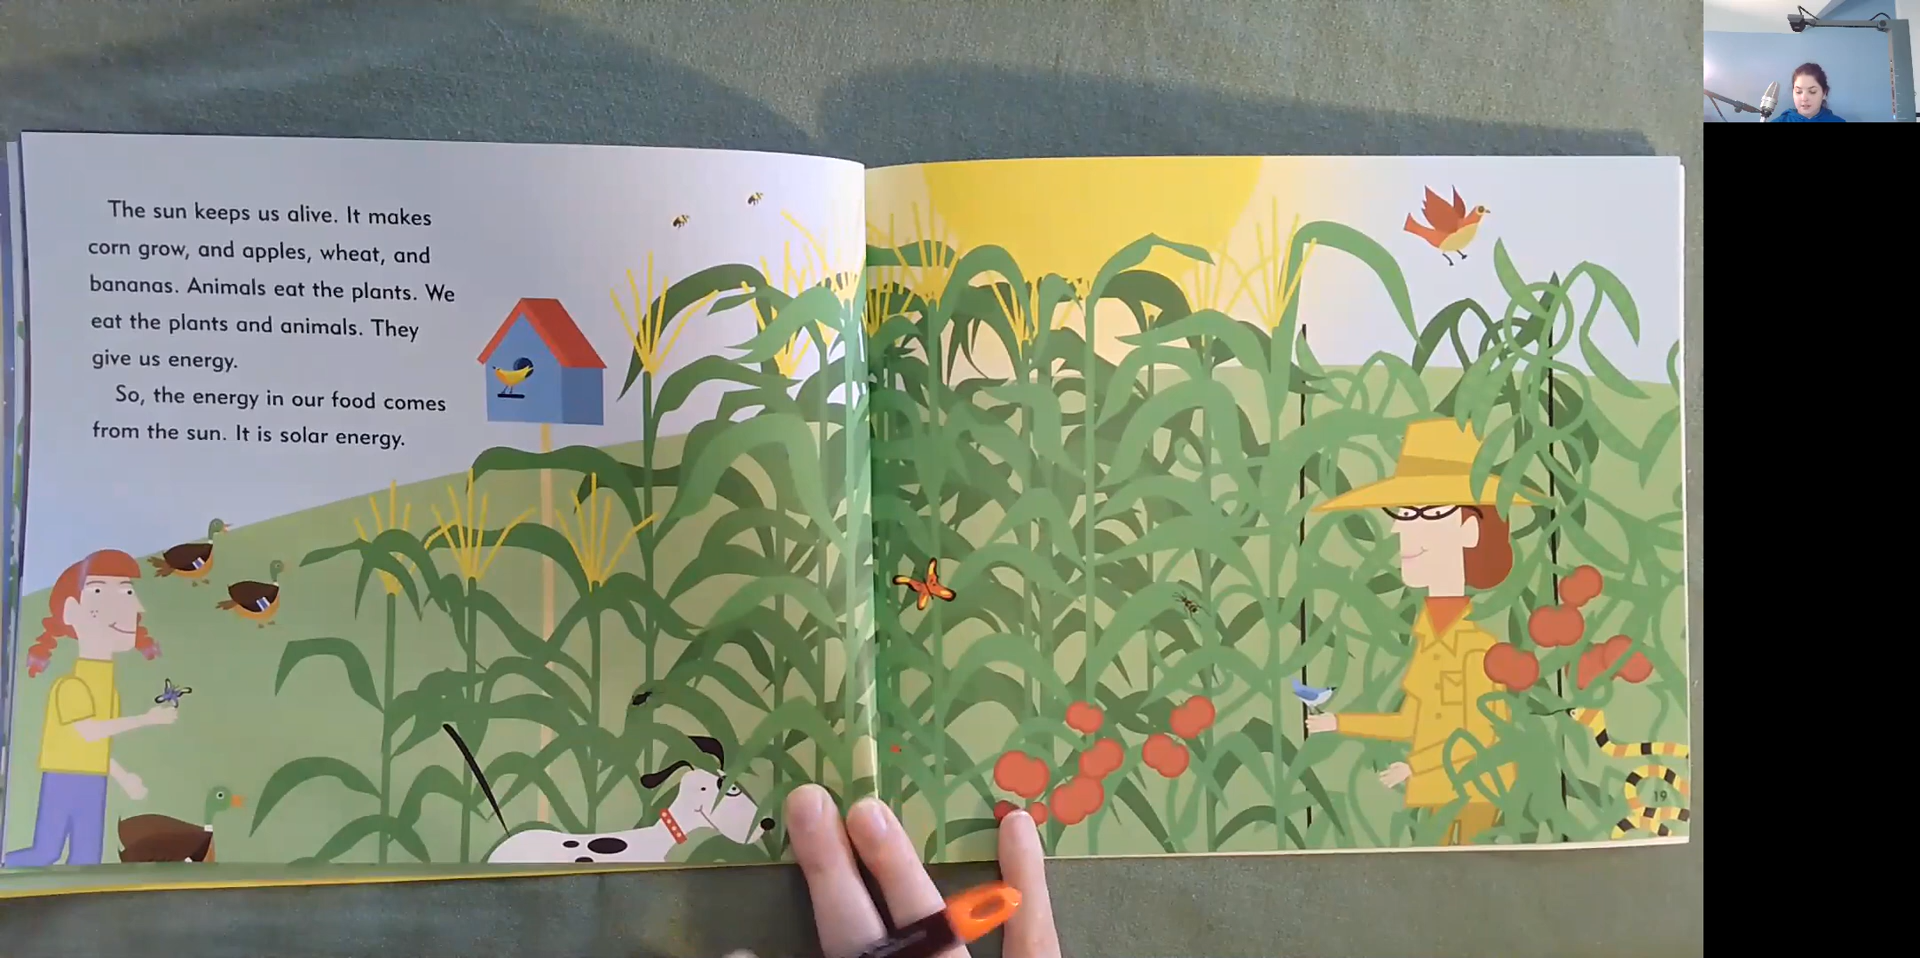 The sun keeps us alive. It makes
corn grow, and apples, wheat, and
bananas. Animals eat the plants. We
eat the plants and animals. They
give us energy.
So, the energy in our food comes
from the sun. It is solar energy.
19